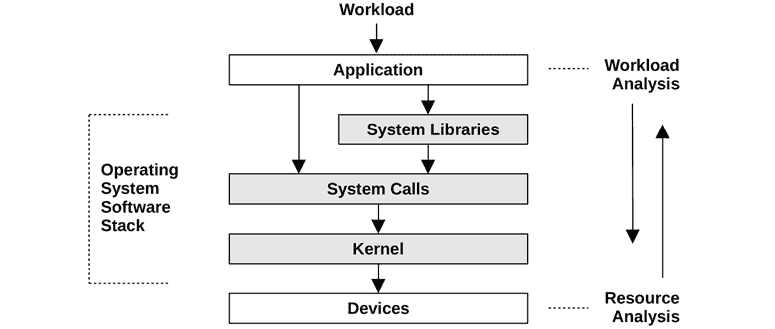 Workload
Application
Workload
Analysis
System Libraries
Operating
System
Software
Stack
System Calls
Kernel
Devices
Resource
Analysis